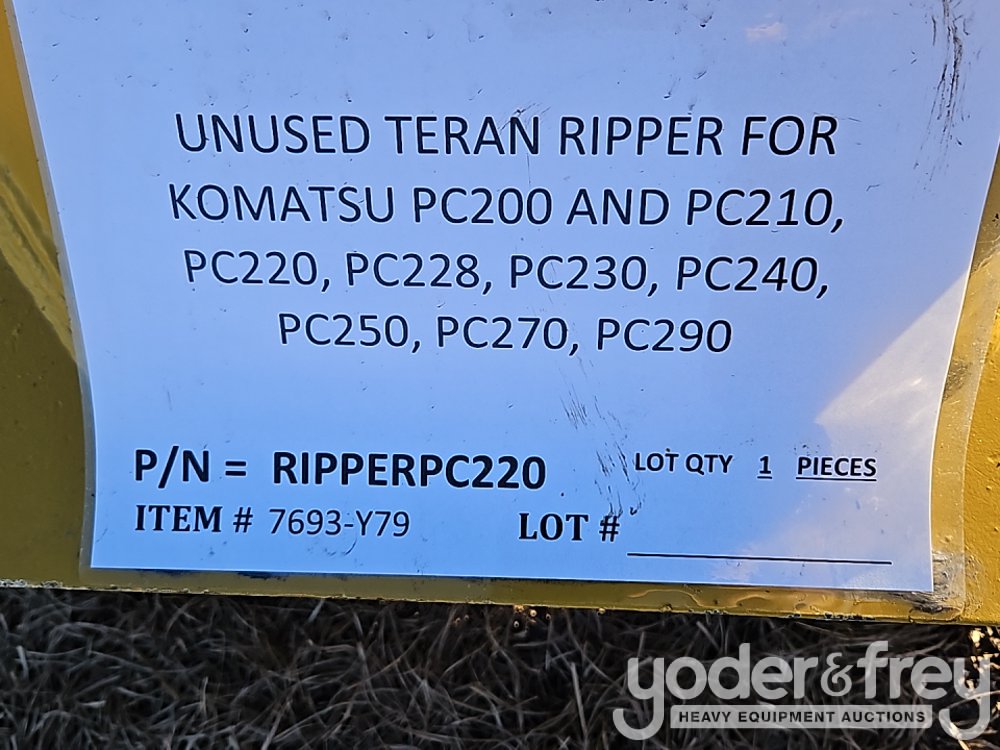 UNUSED TERAN RIPPER FOR
KOMATSU PC200 AND PC210,
PC220, PC228, PC230, PC240,
PC250, PC270, PC290
P/N = RIPPERPC220 LOT QTY 1 PIECES
ITEM # 7693-Y79 LOT #
yoder&frey
HEAVY EQUIPMENT AUCTIONS